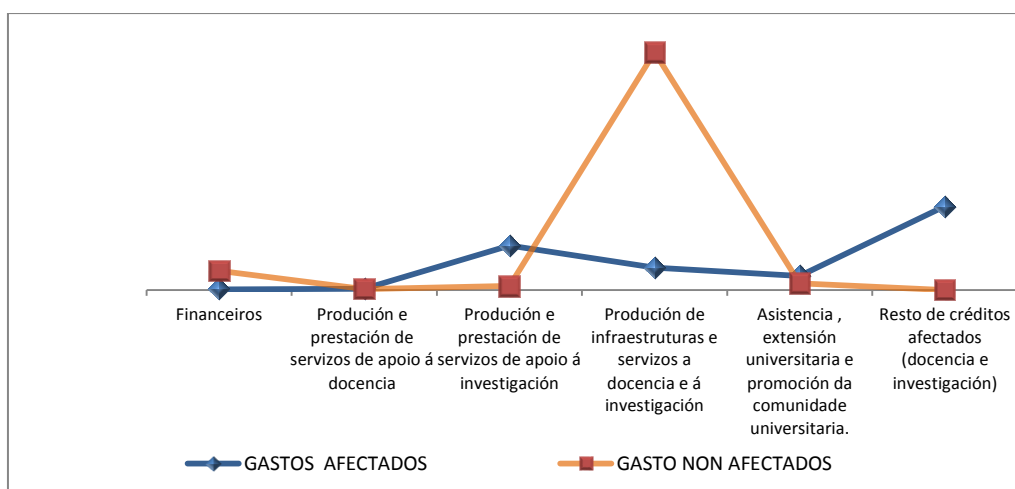 Financeiros
Produción e
prestación de
servizos de apoio á
docencia
Produción e
prestación de
servizos de apoio á
investigación
Produción de
infraestruturas e
servizos a
docencia e á
investigación
Asistencia ,
extensión
universitaria e
promoción da
comunidade
universitaria.
Resto de créditos
afectados
(docencia e
investigación)
GASTOS  AFECTADOS
GASTO NON AFECTADOS